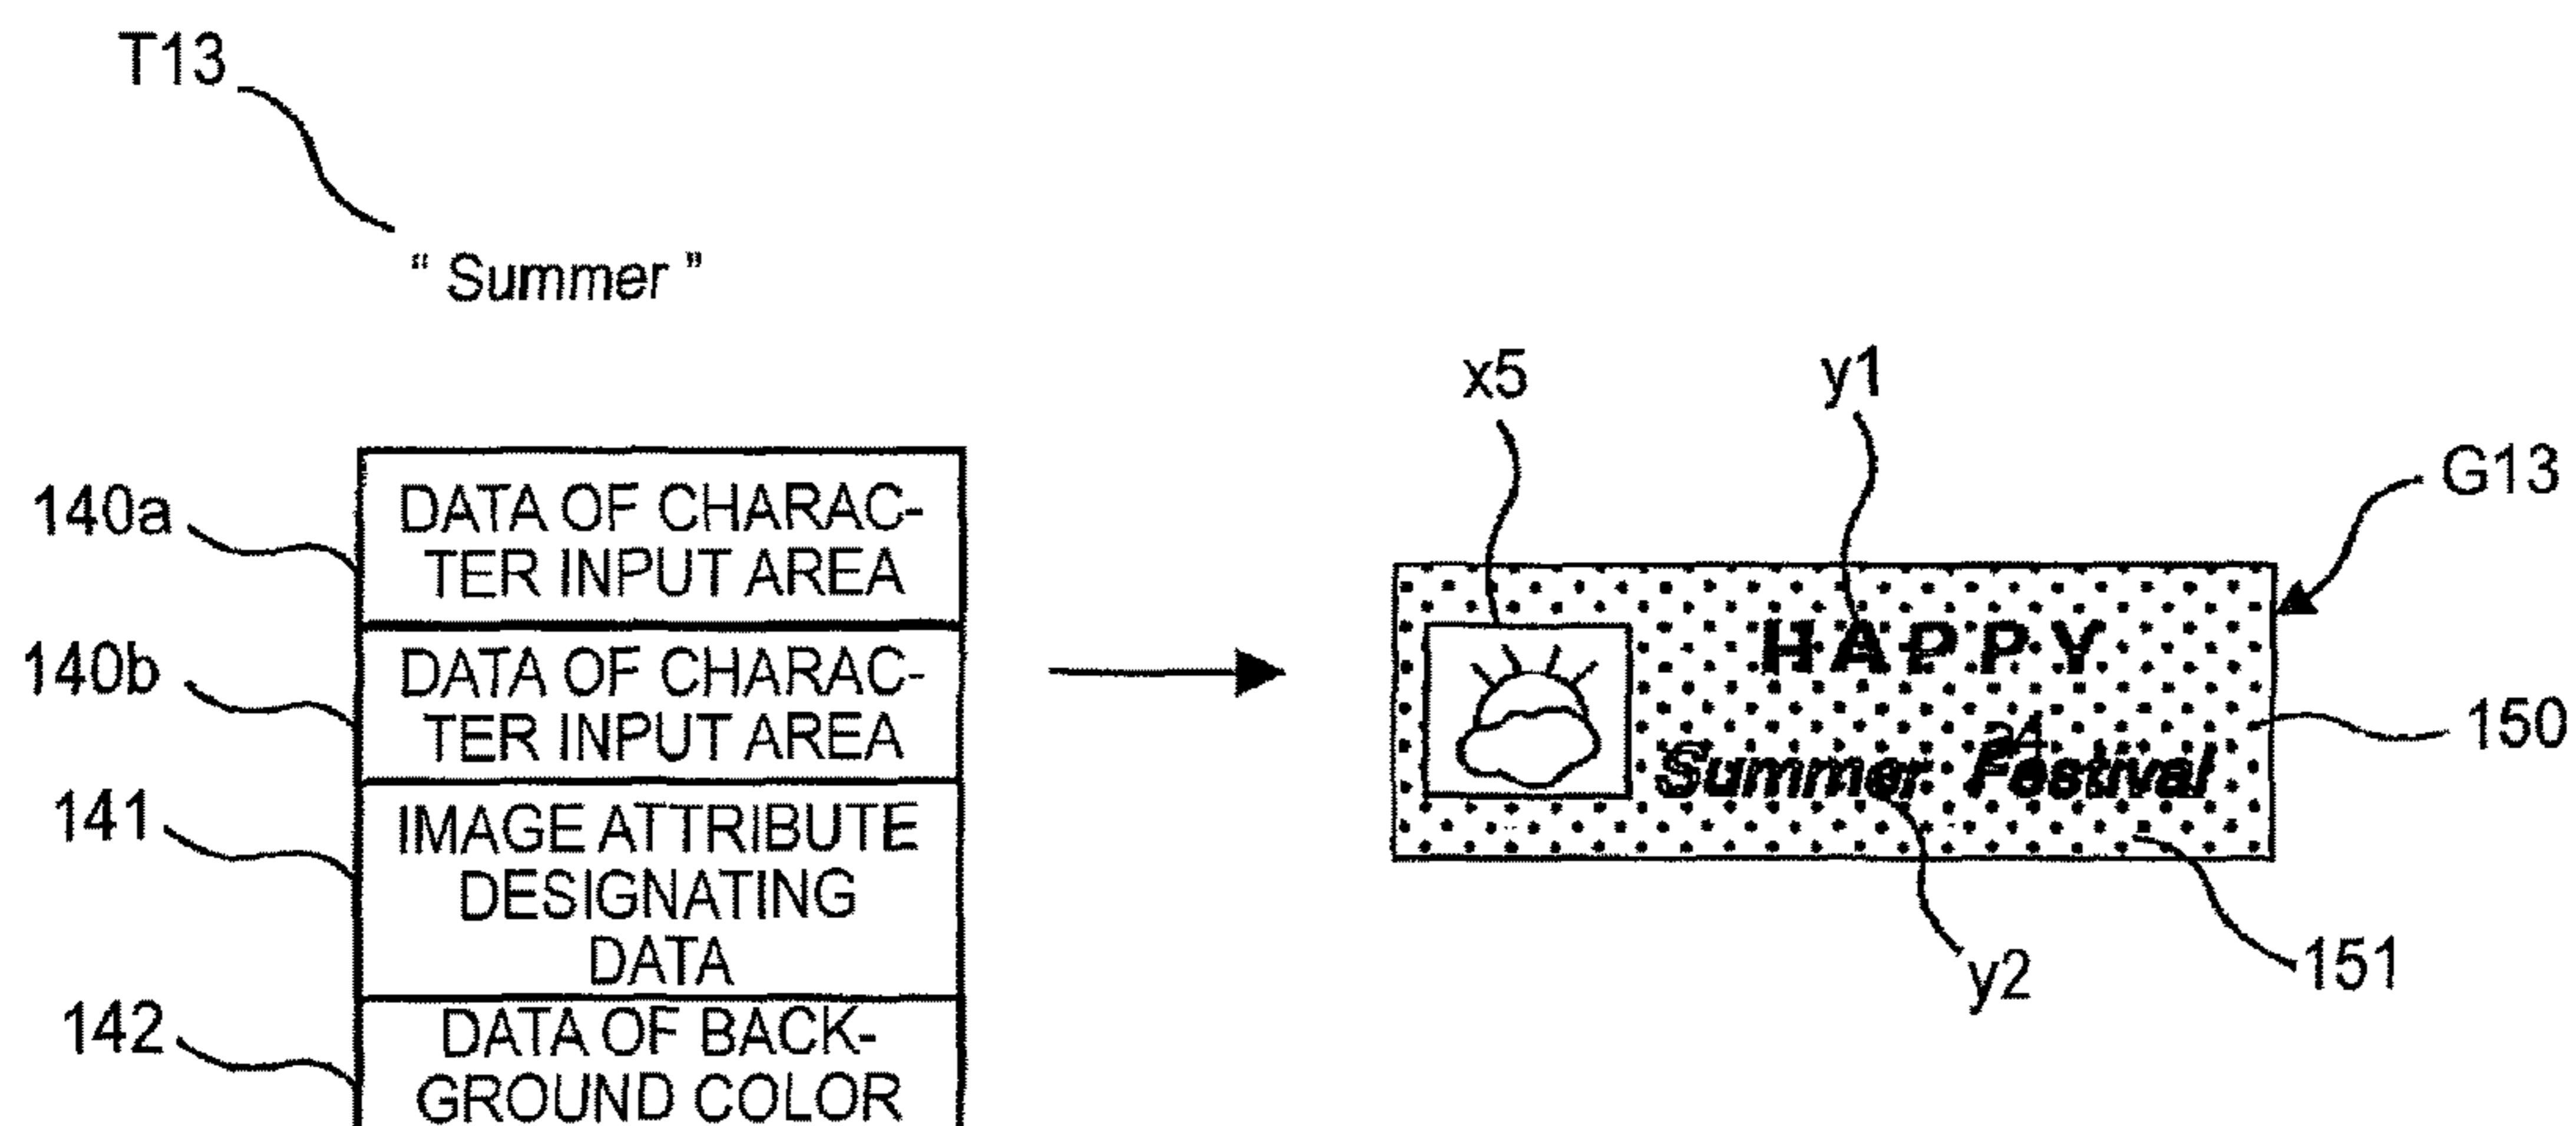 T13
“ Summer ”
140a
DATA OF CHARAC-
TER INPUT AREA
140b
DATA OF CHARAC-
TER INPUT AREA
141
IMAGE ATTRIBUTE
DESIGNATING
DATA
142
DATA OF BACK-
GROUND COLOR
x5
y1
G13
HAPPY
24
Summer Festival
150
151
y2